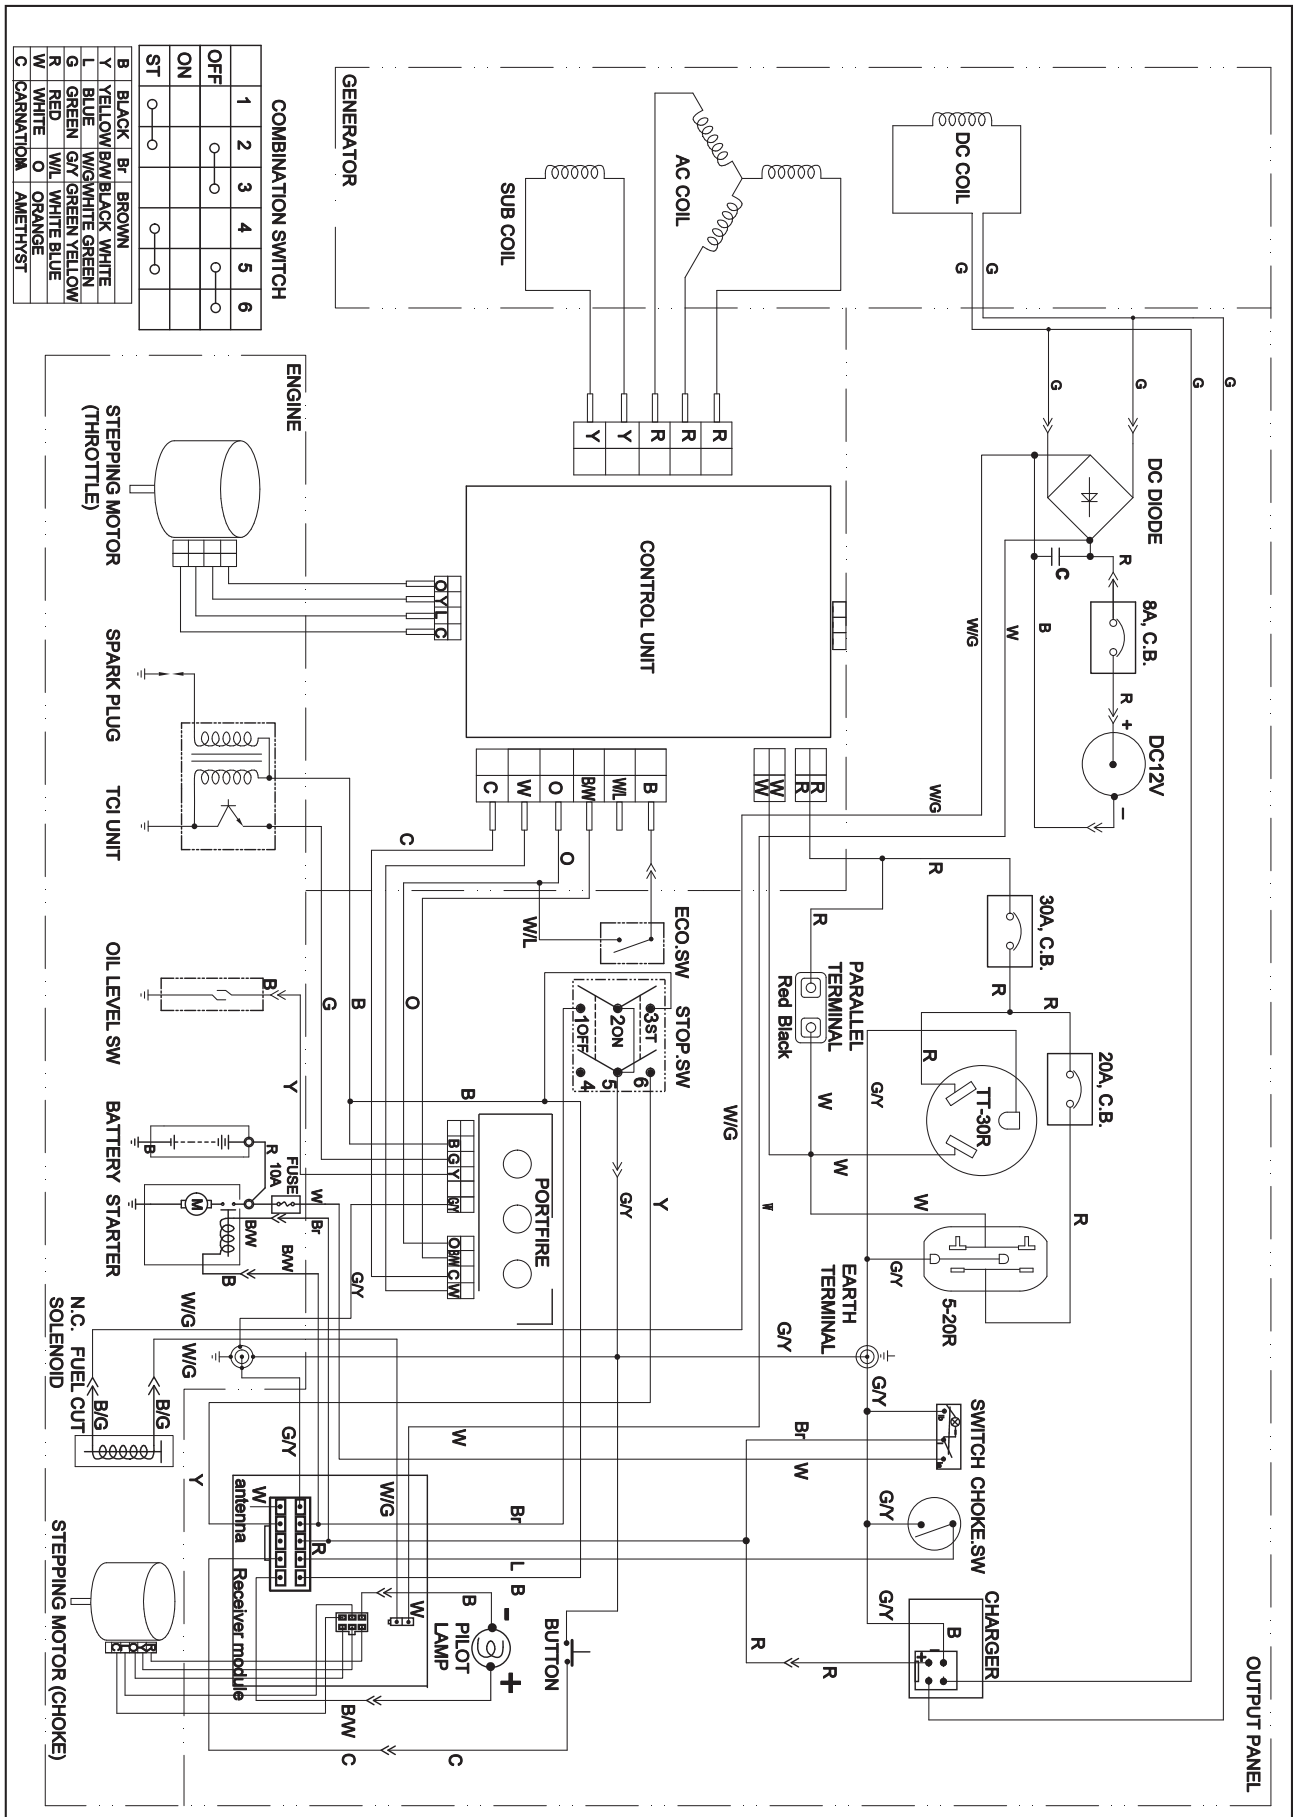 GENERATOR
DC COIL
AC COIL
SUB COIL
G
G
G
G
G
G
COMBINATION SWITCH
1 2 3 4 5 6
OFF
ON
ST
B BLACK Br BROWN
Y YELLOW B/W BLACK WHITE
L BLUE W/G WHITE GREEN
G GREEN G/Y GREEN YELLOW
R RED W/L WHITE BLUE
W WHITE O ORANGE
C CARNATION AMETHYST
OUTPUT PANEL
DC DIODE
C
R
8A, C.B.
R
+
DC12V
-
B
W
W/G
R
R
R
Y
Y
CONTROL UNIT
O
Y
L
C
R
R
W
W
B
W/L
B/W
O
W
C
W/G
R
30A, C.B.
R
R
20A, C.B.
R
TT-30R
R
5-20R
PARALLEL
TERMINAL
Red Black
R
W
W
W
G/Y
G/Y
EARTH
TERMINAL
G/Y
G/Y
W/G
W
ECO.SW
W/L
O
C
STOP.SW
3ST
2ON
1OFF
6
5
4
G/Y
Y
PORTFIRE
B
G
Y
G/Y
O
B/W
C
W
B
O
B
G
Y
ENGINE
STEPPING MOTOR
(THROTTLE)
SPARK PLUG
TCI UNIT
OIL LEVEL SW
B
BATTERY
B
R
FUSE
10A
STARTER
M
W
Br
B/W
B/W
B
G/Y
W/G
W/G
N.C. FUEL CUT
SOLENOID
B/G
B/G
G/Y
Y
SWITCH
CHOKE.SW
Br
W
G/Y
G/Y
CHARGER
B
+
-
R
R
W
W/G
Br
L
B
R
W
antenna
Receiver module
W
B
PILOT
LAMP
-
+
BUTTON
B/W
C
C
STEPPING MOTOR (CHOKE)